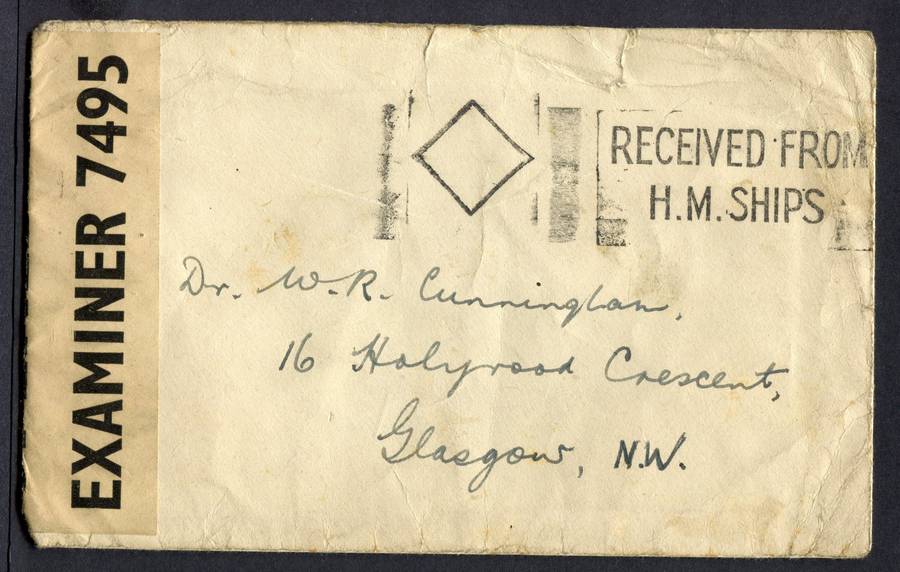 EXAMINER 7495
RECEIVED FROM
H.M. SHIPS
Dr. W. R. Cunningham,
16 Holyrood Crescent,
Glasgow, N.W.